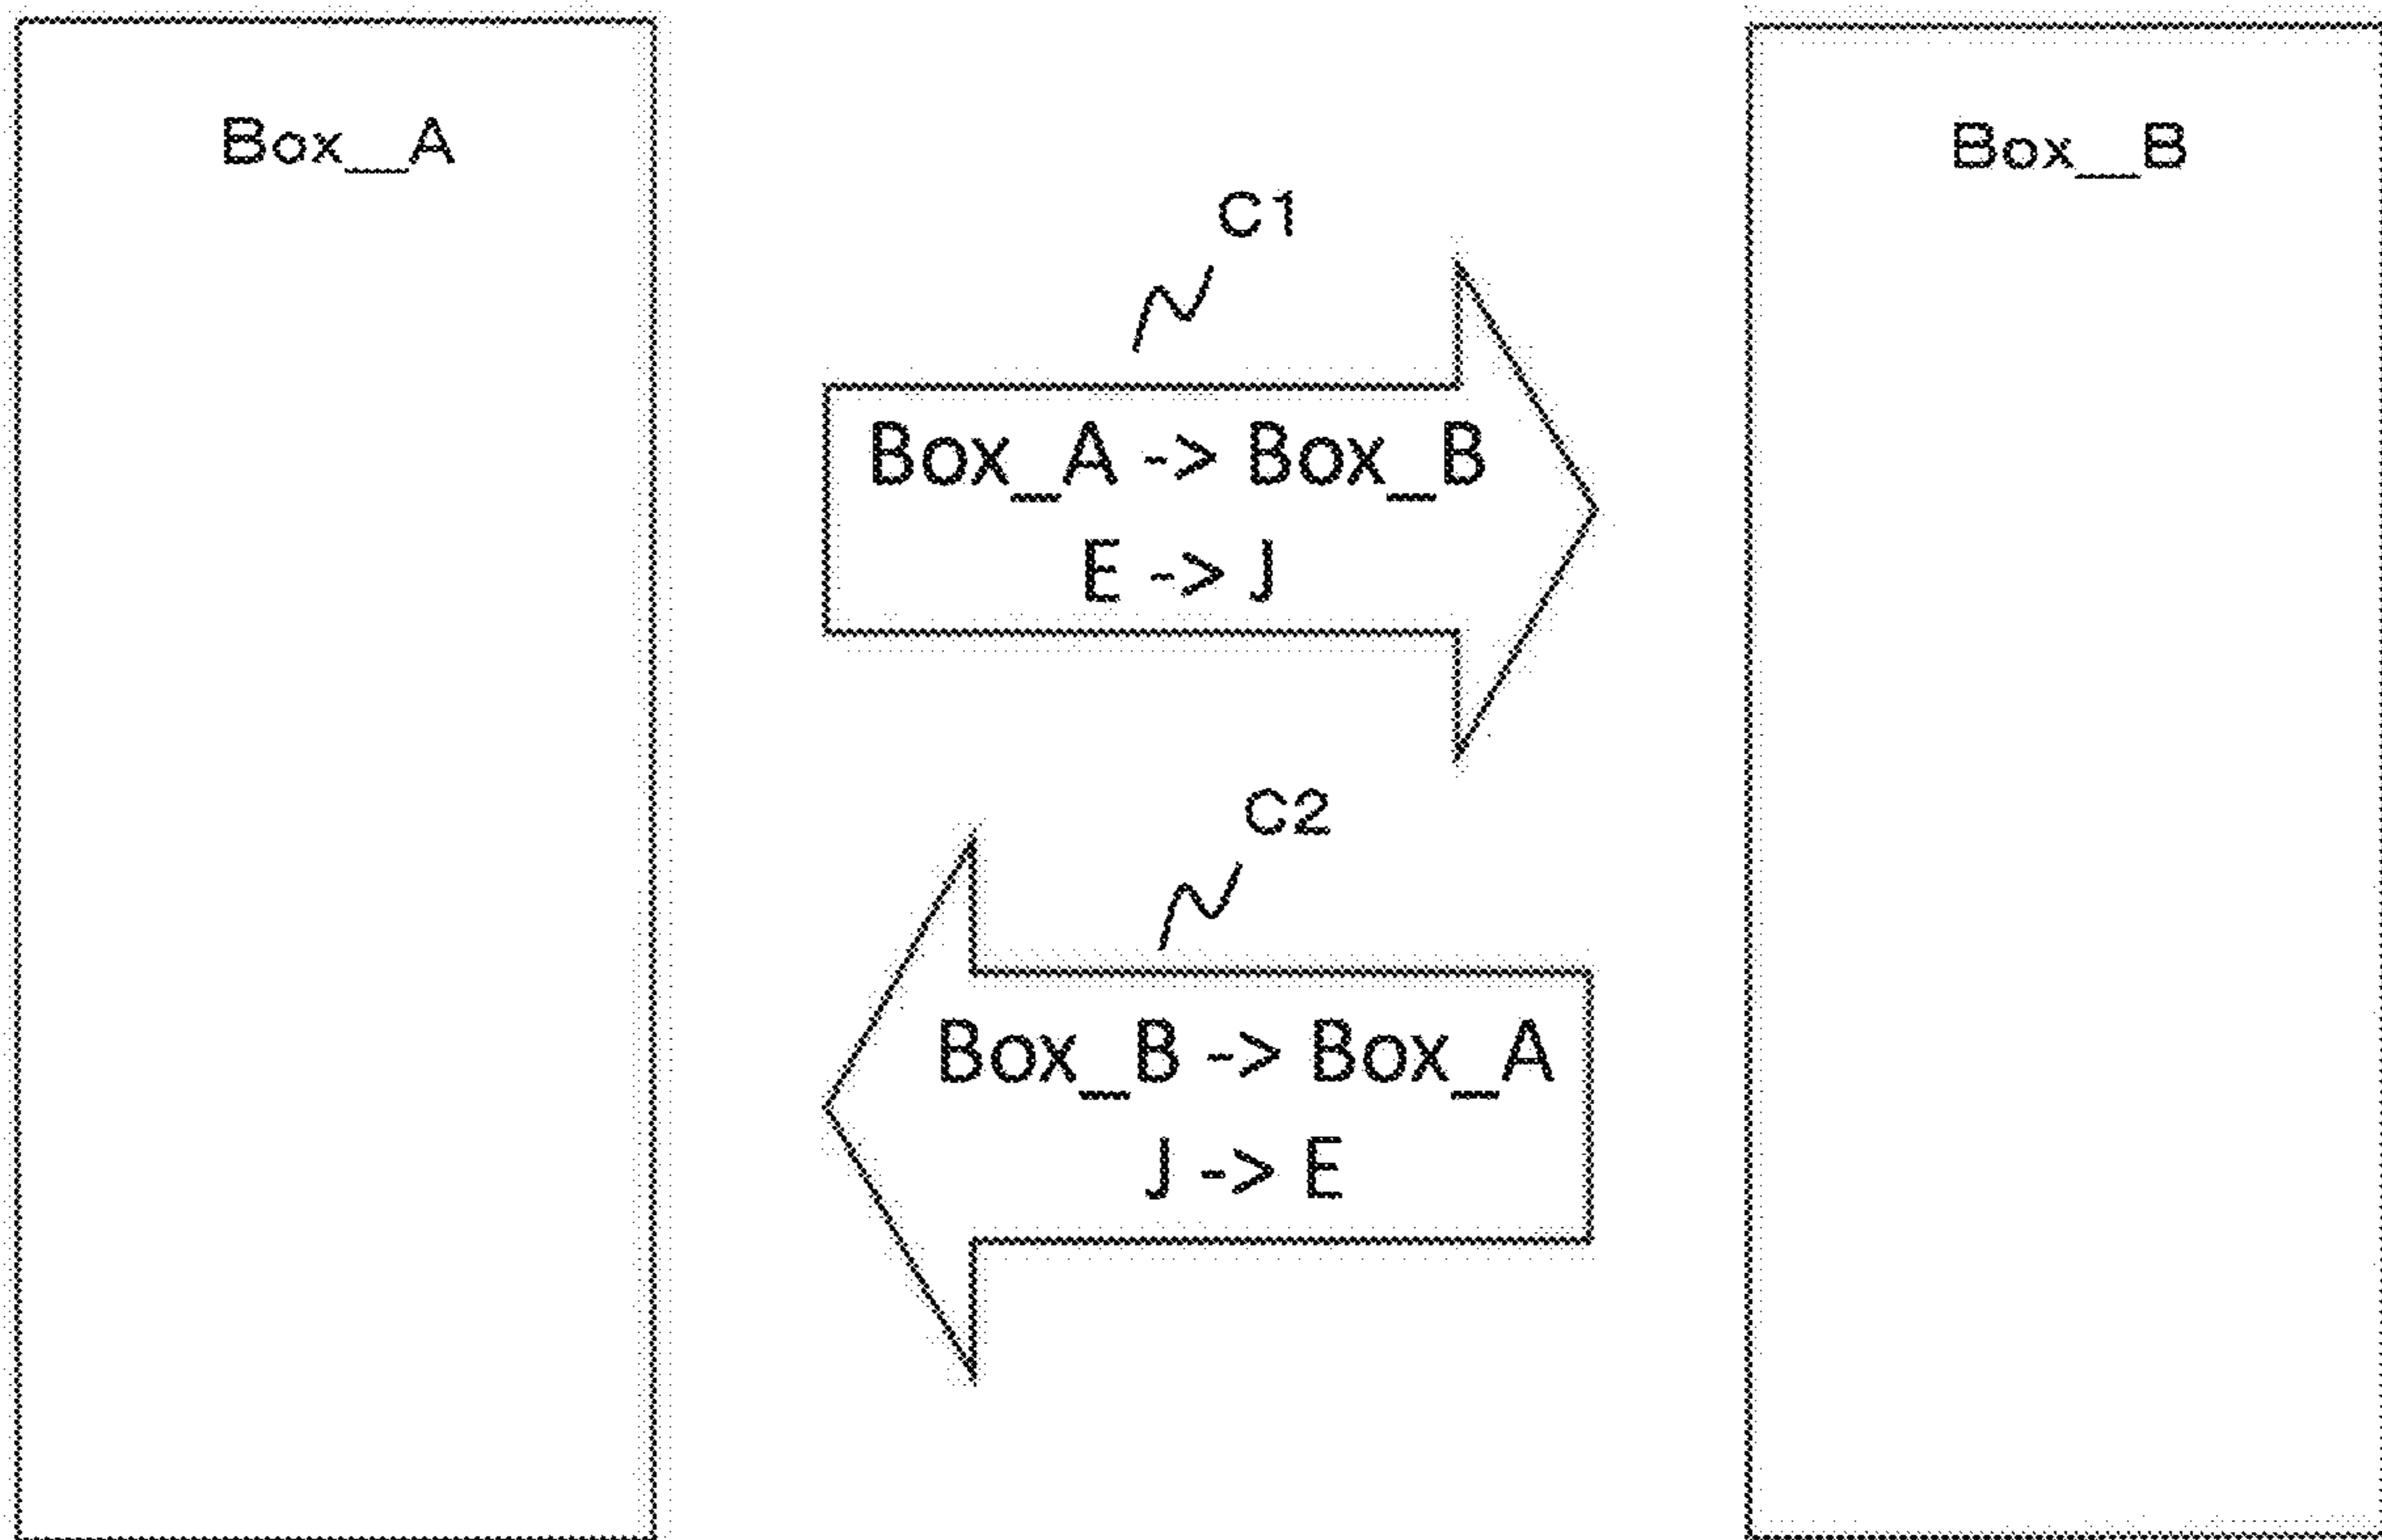 Box_A
Box_B
C1
Box_A -> Box_B
E -> J
C2
Box_B -> Box_A
J -> E